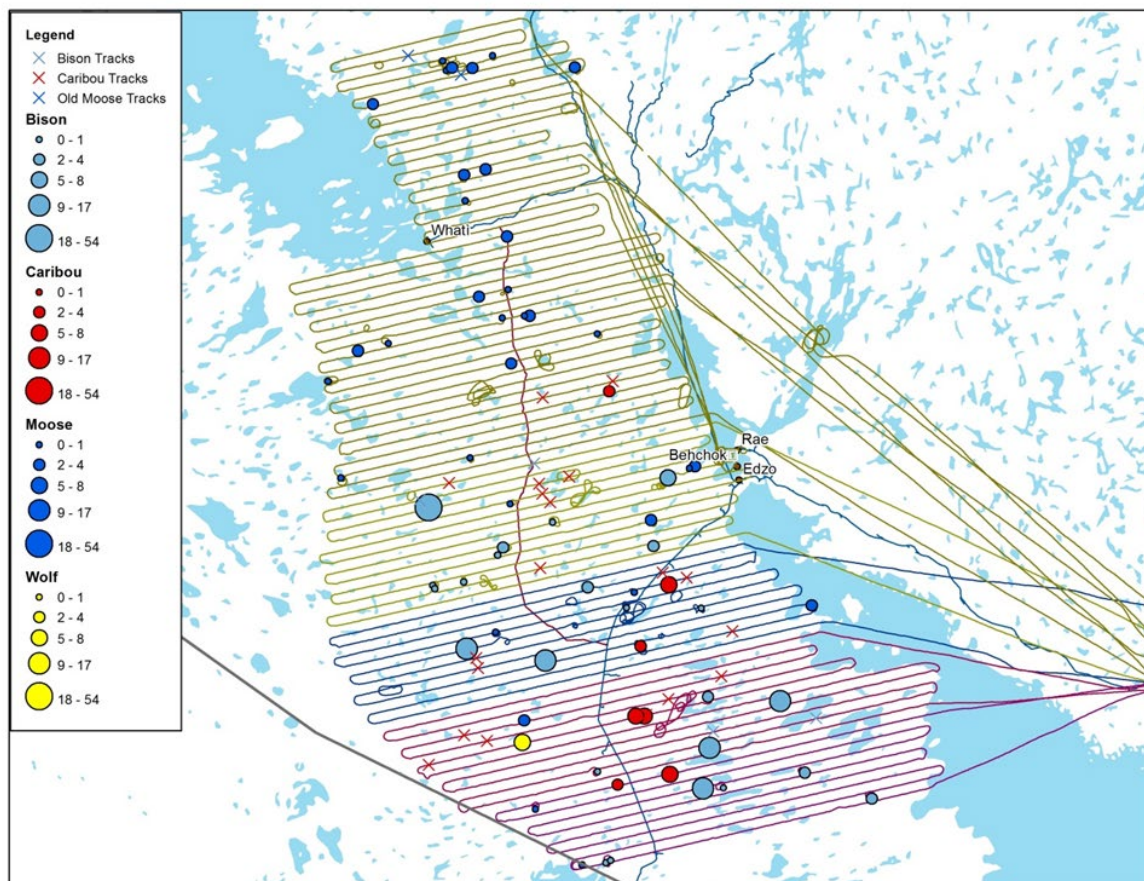 Legend
Bison Tracks
Caribou Tracks
Old Moose Tracks
Bison
0 - 1
2 - 4
5 - 8
9 - 17
18 - 54
Caribou
0 - 1
2 - 4
5 - 8
9 - 17
18 - 54
Moose
0 - 1
2 - 4
5 - 8
9 - 17
18 - 54
Wolf
0 - 1
2 - 4
5 - 8
9 - 17
18 - 54
Whati
Rae
Behchok
Edzo